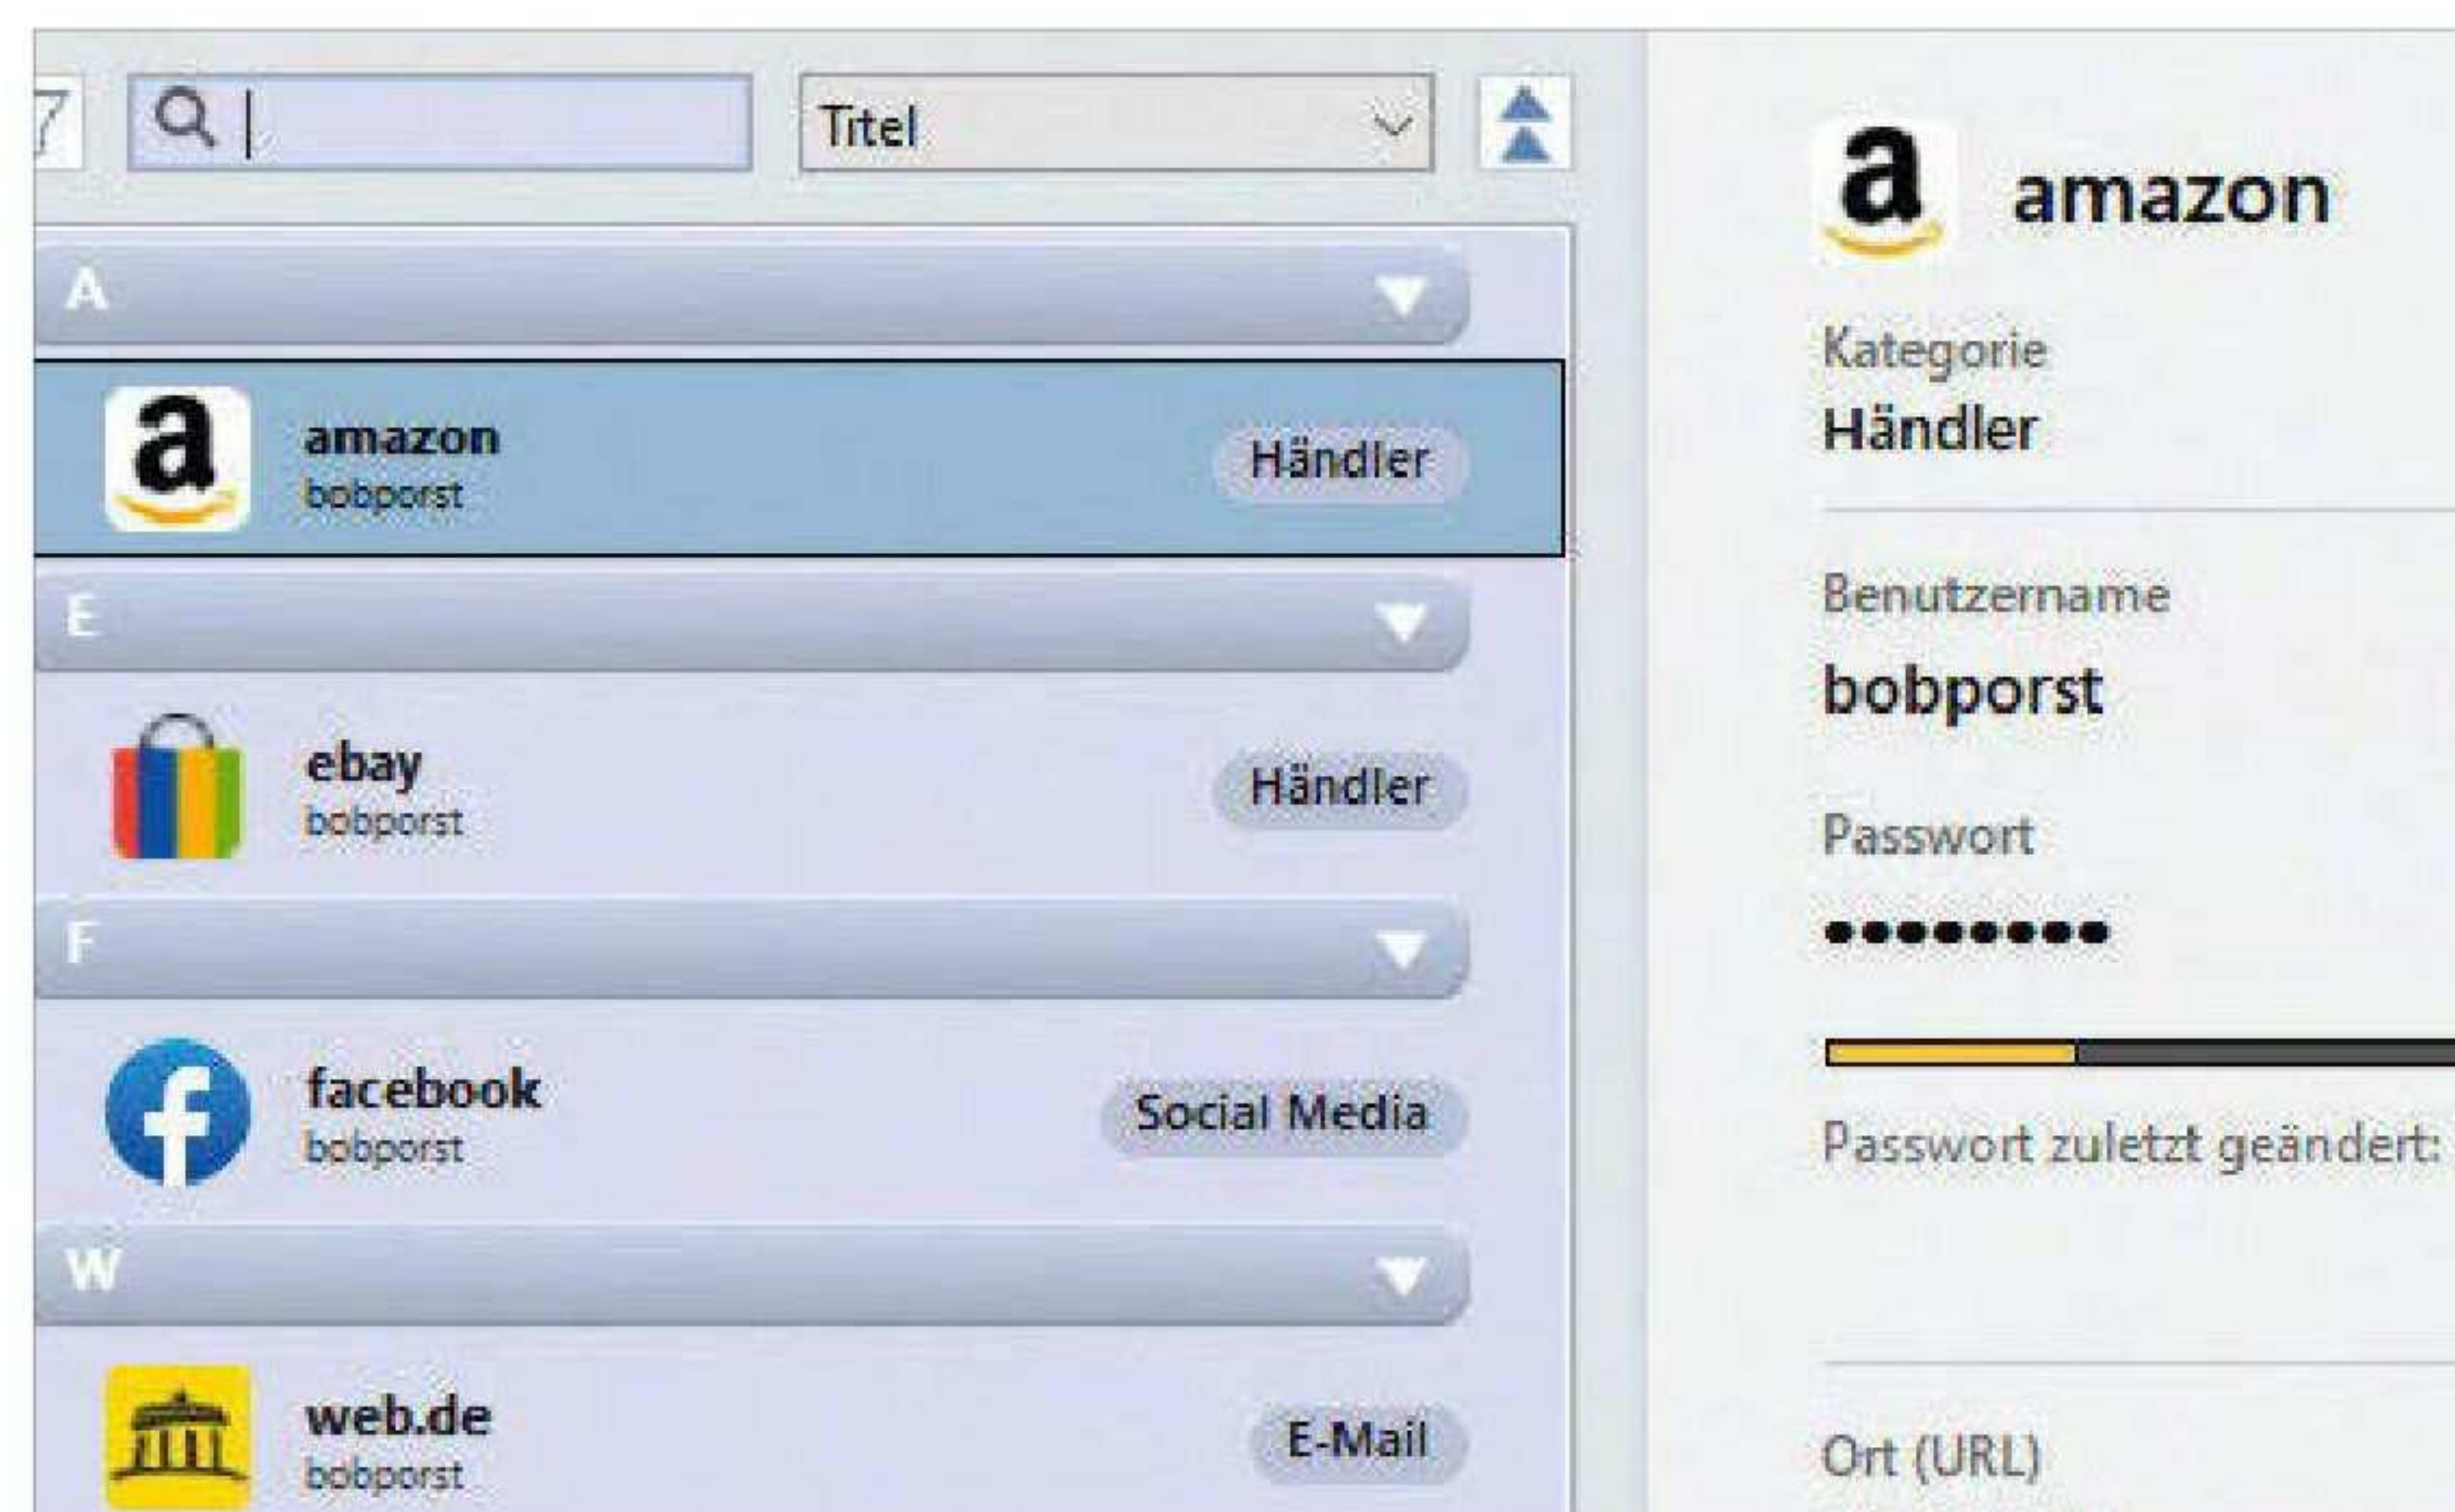 Titel
A
amazon
bobporst
Händler
E
ebay
bobporst
Händler
F
facebook
bobporst
Social Media
W
web.de
bobporst
E-Mail
a amazon
Kategorie
Händler
Benutzername
bobporst
Passwort
••••••••
Passwort zuletzt geändert:
Ort (URL)